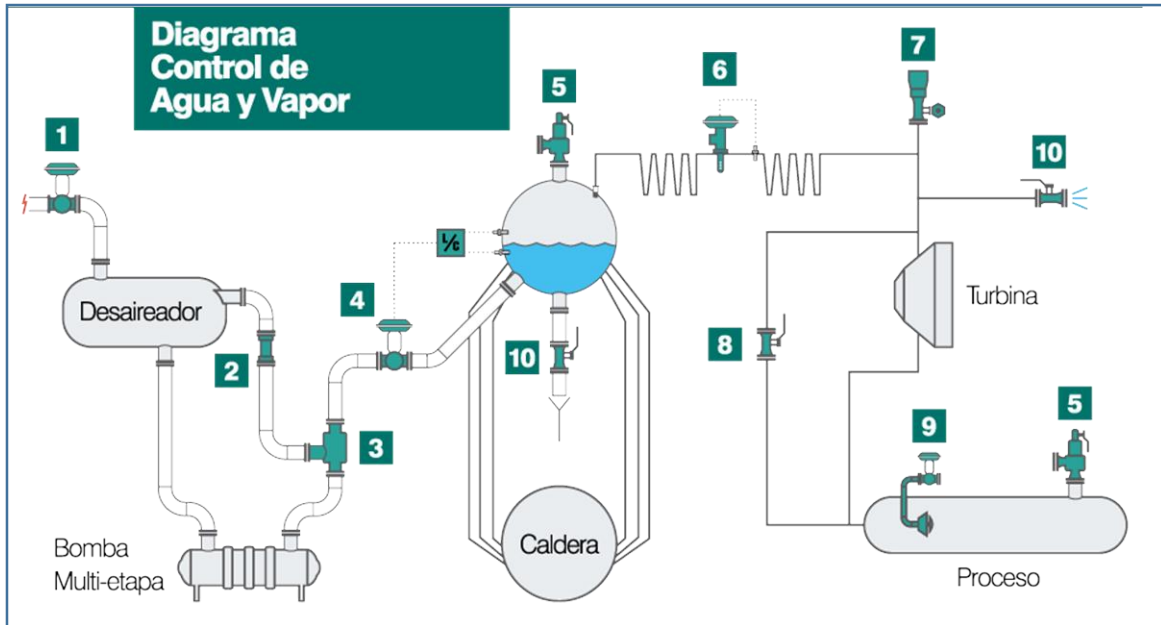 Diagrama
Control de
Agua y Vapor
1
5
6
7
10
L/C
Desaireador
4
2
10
8
Turbina
3
9
5
Bomba
Multi-etapa
Caldera
Proceso